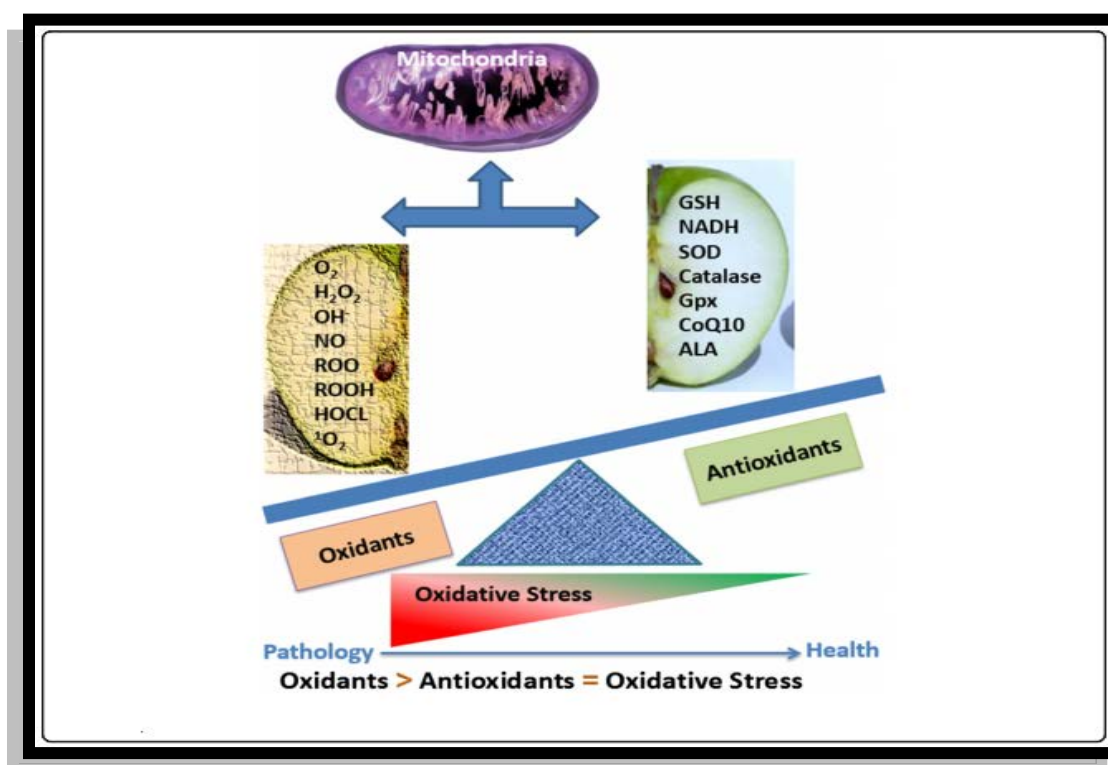 Mitochondria
GSH
NADH
SOD
Catalase
Gpx
CoQ10
ALA
O₂⁻
H₂O₂
OH⁻
NO
ROO
ROOH
HOCL
¹O₂
Antioxidants
Oxidants
Oxidative Stress
Pathology
Health
Oxidants > Antioxidants = Oxidative Stress